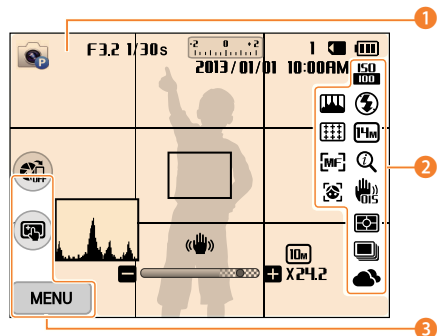 1
F3.2 1/30s
-2 0 +2
1
2013/01/01 10:00AM
ISO
100
P
14M
MF
i
2
OFF
OIS
10M
X24.2
MENU
3